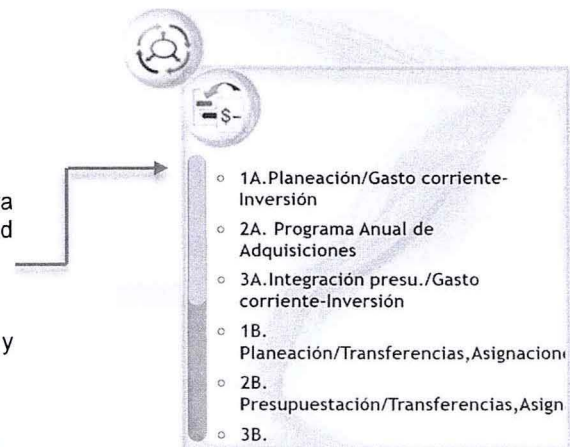 $-
1A.Planeación/Gasto corriente-
Inversión
2A. Programa Anual de
Adquisiciones
3A.Integración presu./Gasto
corriente-Inversión
1B.
Planeación/Transferencias,Asignacion
2B.
Presupuestación/Transferencias,Asign
3B.
a
d
y